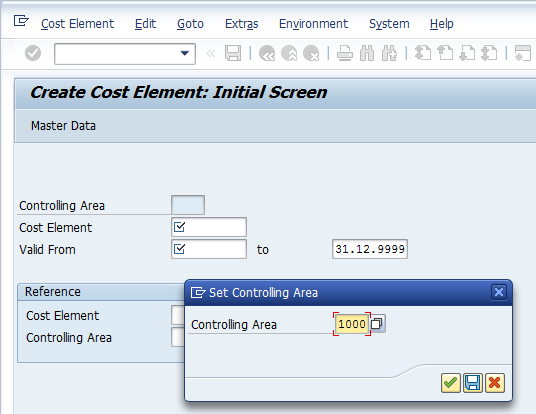 Cost Element Edit Goto Extras Environment System Help
Create Cost Element: Initial Screen
Master Data
Controlling Area
Cost Element
Valid From to 31.12.9999
Reference
Cost Element
Controlling Area
Set Controlling Area
Controlling Area 1000